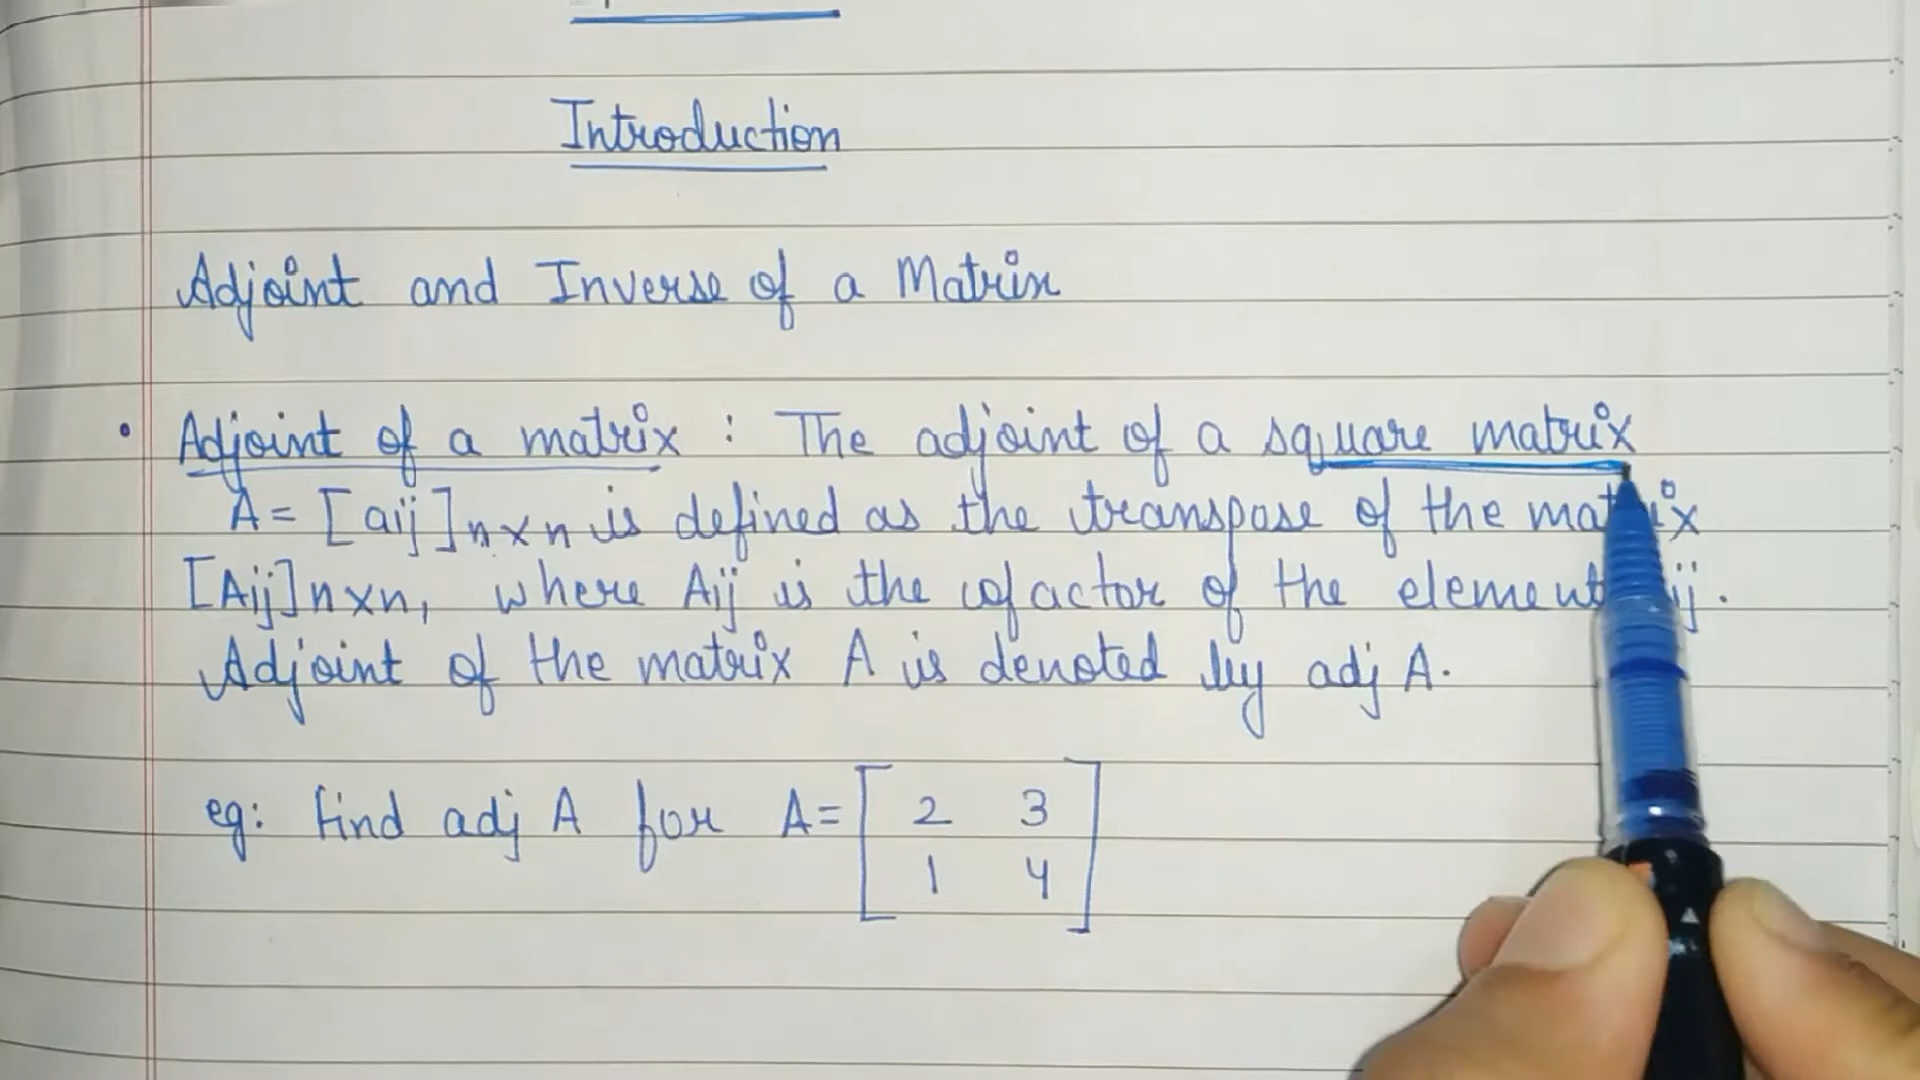 Introduction
Adjoint and Inverse of a Matrix
• Adjoint of a matrix : The adjoint of a square matrix
A = [aij]n×n is defined as the transpose of the matrix
[Aij]n×n, where Aij is the cofactor of the element ij.
Adjoint of the matrix A is denoted by adj A.
eg: find adj A for A = [ 2 3
1 4 ]